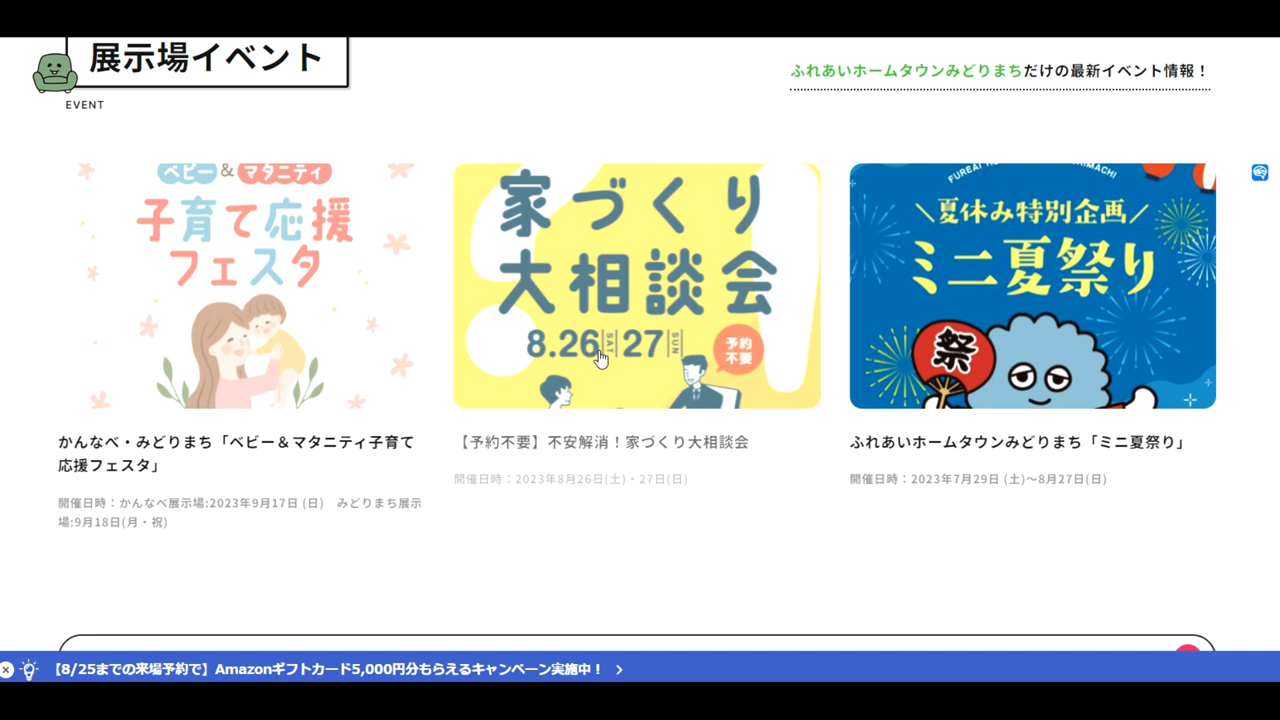 展示場イベント
EVENT
ふれあいホームタウンみどりまちだけの最新イベント情報！
ベビー&マタニティ
子育て応援
フェスタ
かんなべ・みどりまち「ベビー＆マタニティ子育て
応援フェスタ」
開催日時：かんなべ展示場:2023年9月17日 (日)　みどりまち展示
場:9月18日(月・祝)
家づくり
大相談会
8.26 SAT 27 SUN
予約
不要
【予約不要】不安解消！家づくり大相談会
開催日時：2023年8月26日(土)・27日(日)
＼夏休み特別企画／
ミニ夏祭り
祭
ふれあいホームタウンみどりまち「ミニ夏祭り」
開催日時：2023年7月29日 (土)〜8月27日(日)
【8/25までの来場予約で】Amazonギフトカード5,000円分もらえるキャンペーン実施中！